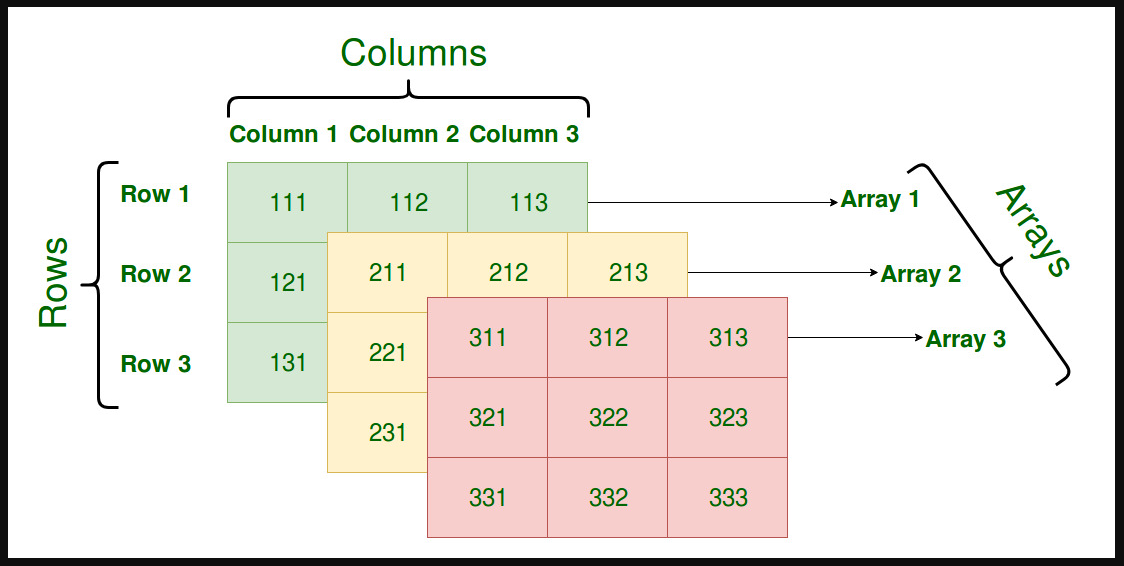 Columns
Column 1 Column 2 Column 3
Rows
Row 1 111 112 113 Array 1
Row 2 121 211 212 213 Array 2
Arrays
311 312 313 Array 3
Row 3 131 221
321 322 323
231
331 332 333